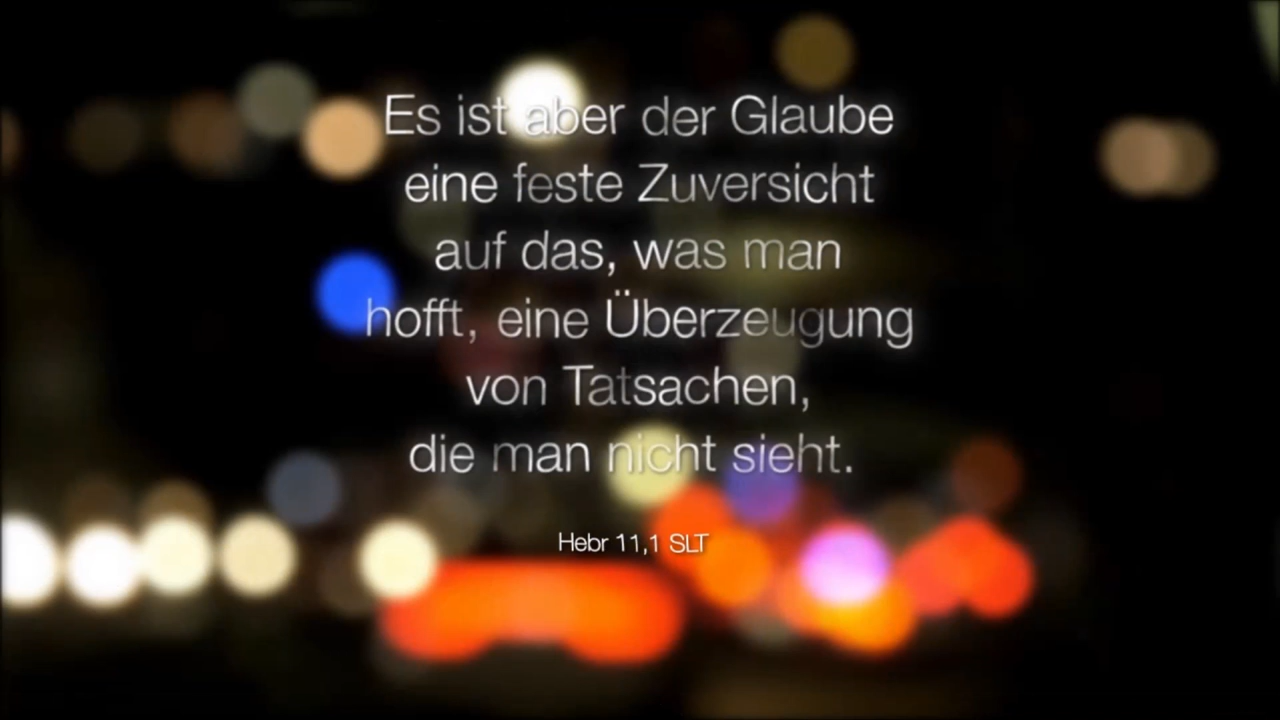 Es ist aber der Glaube
eine feste Zuversicht
auf das, was man
hofft, eine Überzeugung
von Tatsachen,
die man nicht sieht.
Hebr 11,1 SLT